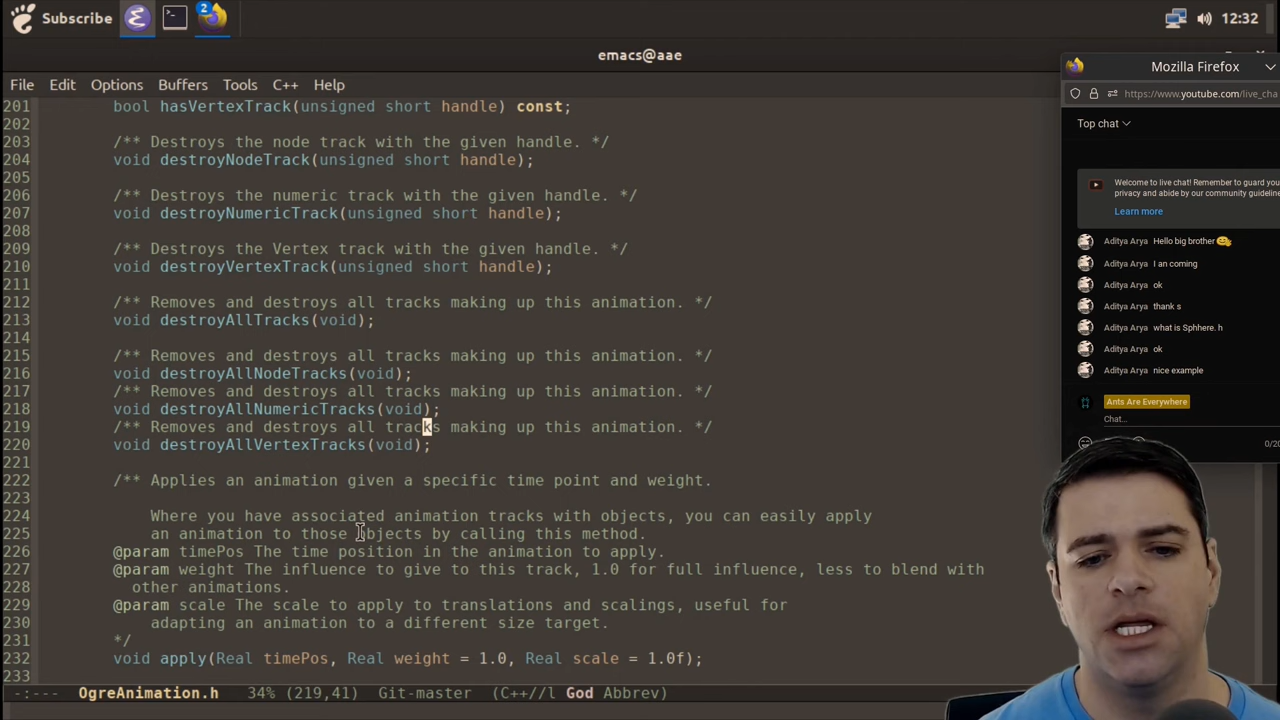 Subscribe
2
12:32
emacs@aae
File Edit Options Buffers Tools C++ Help
201 bool hasVertexTrack(unsigned short handle) const;
202
203 /** Destroys the node track with the given handle. */
204 void destroyNodeTrack(unsigned short handle);
205
206 /** Destroys the numeric track with the given handle. */
207 void destroyNumericTrack(unsigned short handle);
208
209 /** Destroys the Vertex track with the given handle. */
210 void destroyVertexTrack(unsigned short handle);
211
212 /** Removes and destroys all tracks making up this animation. */
213 void destroyAllTracks(void);
214
215 /** Removes and destroys all tracks making up this animation. */
216 void destroyAllNodeTracks(void);
217 /** Removes and destroys all tracks making up this animation. */
218 void destroyAllNumericTracks(void);
219 /** Removes and destroys all tracks making up this animation. */
220 void destroyAllVertexTracks(void);
221
222 /** Applies an animation given a specific time point and weight.
223
224 Where you have associated animation tracks with objects, you can easily apply
225 an animation to those objects by calling this method.
226 @param timePos The time position in the animation to apply.
227 @param weight The influence to give to this track, 1.0 for full influence, less to blend with
228 other animations.
229 @param scale The scale to apply to translations and scalings, useful for
230 adapting an animation to a different size target.
231 */
232 void apply(Real timePos, Real weight = 1.0, Real scale = 1.0f);
233
-:--- OgreAnimation.h 34% (219,41) Git-master (C++//l God Abbrev)
Mozilla Firefox
https://www.youtube.com/live_cha
Top chat
Welcome to live chat! Remember to guard you
privacy and abide by our community guideline
Learn more
Aditya Arya Hello big brother
Aditya Arya I an coming
Aditya Arya ok
Aditya Arya thank s
Aditya Arya what is Sphhere. h
Aditya Arya ok
Aditya Arya nice example
Ants Are Everywhere
Chat...
0/20